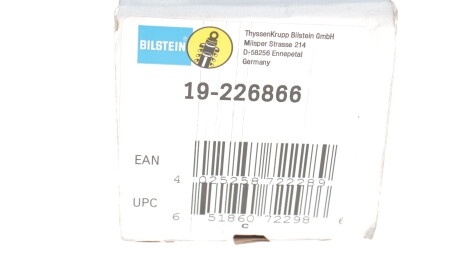 BILSTEIN
ThyssenKrupp Bilstein GmbH
Milsper Strasse 214
D-58256 Ennepetal
Germany
19-226866
EAN
4 025258 722289
UPC
6 51860 72298 6
C